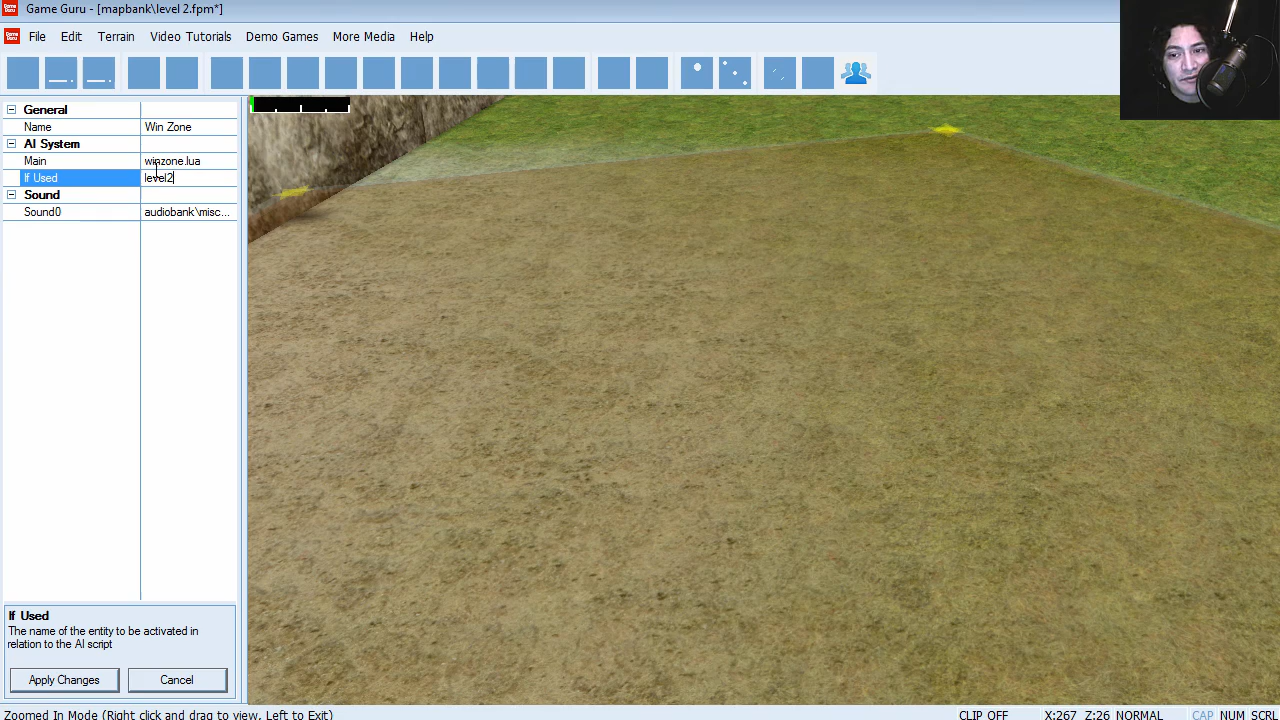 Game Guru - [mapbank\level 2.fpm*]
File Edit Terrain Video Tutorials Demo Games More Media Help
General
Name Win Zone
AI System
Main winzone.lua
If Used level2
Sound
Sound0 audiobank\misc...
If Used
The name of the entity to be activated in
relation to the AI script
Apply Changes Cancel
Zoomed In Mode (Right click and drag to view, Left to Exit) CLIP OFF X:267 Z:26 NORMAL CAP NUM SCRL